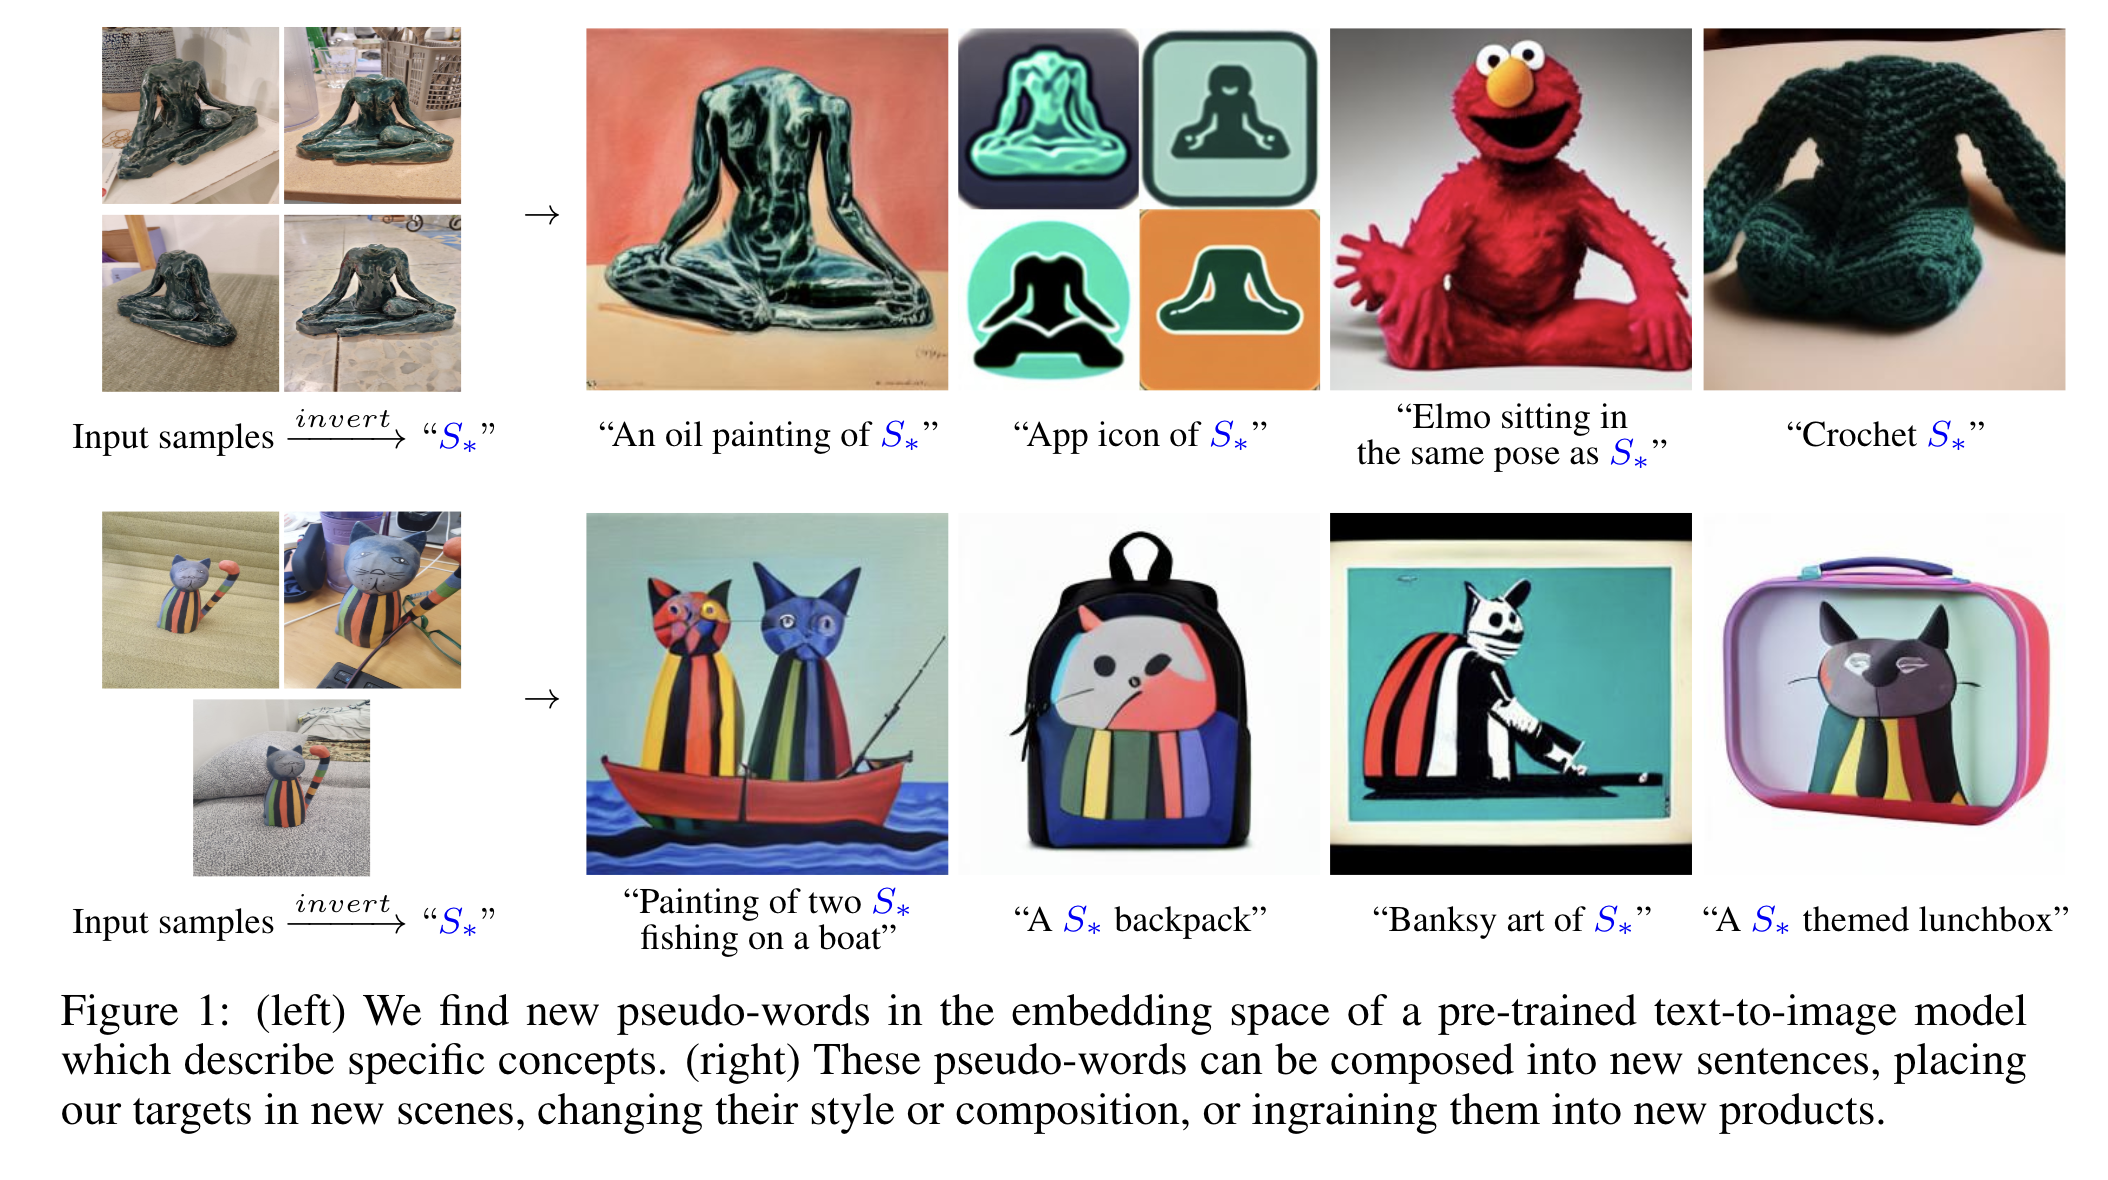 Input samples \xrightarrow{invert} “S_*”
→
“An oil painting of S_*”
“App icon of S_*”
“Elmo sitting in
the same pose as S_*”
“Crochet S_*”
Input samples \xrightarrow{invert} “S_*”
→
“Painting of two S_*
fishing on a boat”
“A S_* backpack”
“Banksy art of S_*”
“A S_* themed lunchbox”
Figure 1: (left) We find new pseudo-words in the embedding space of a pre-trained text-to-image model
which describe specific concepts. (right) These pseudo-words can be composed into new sentences, placing
our targets in new scenes, changing their style or composition, or ingraining them into new products.